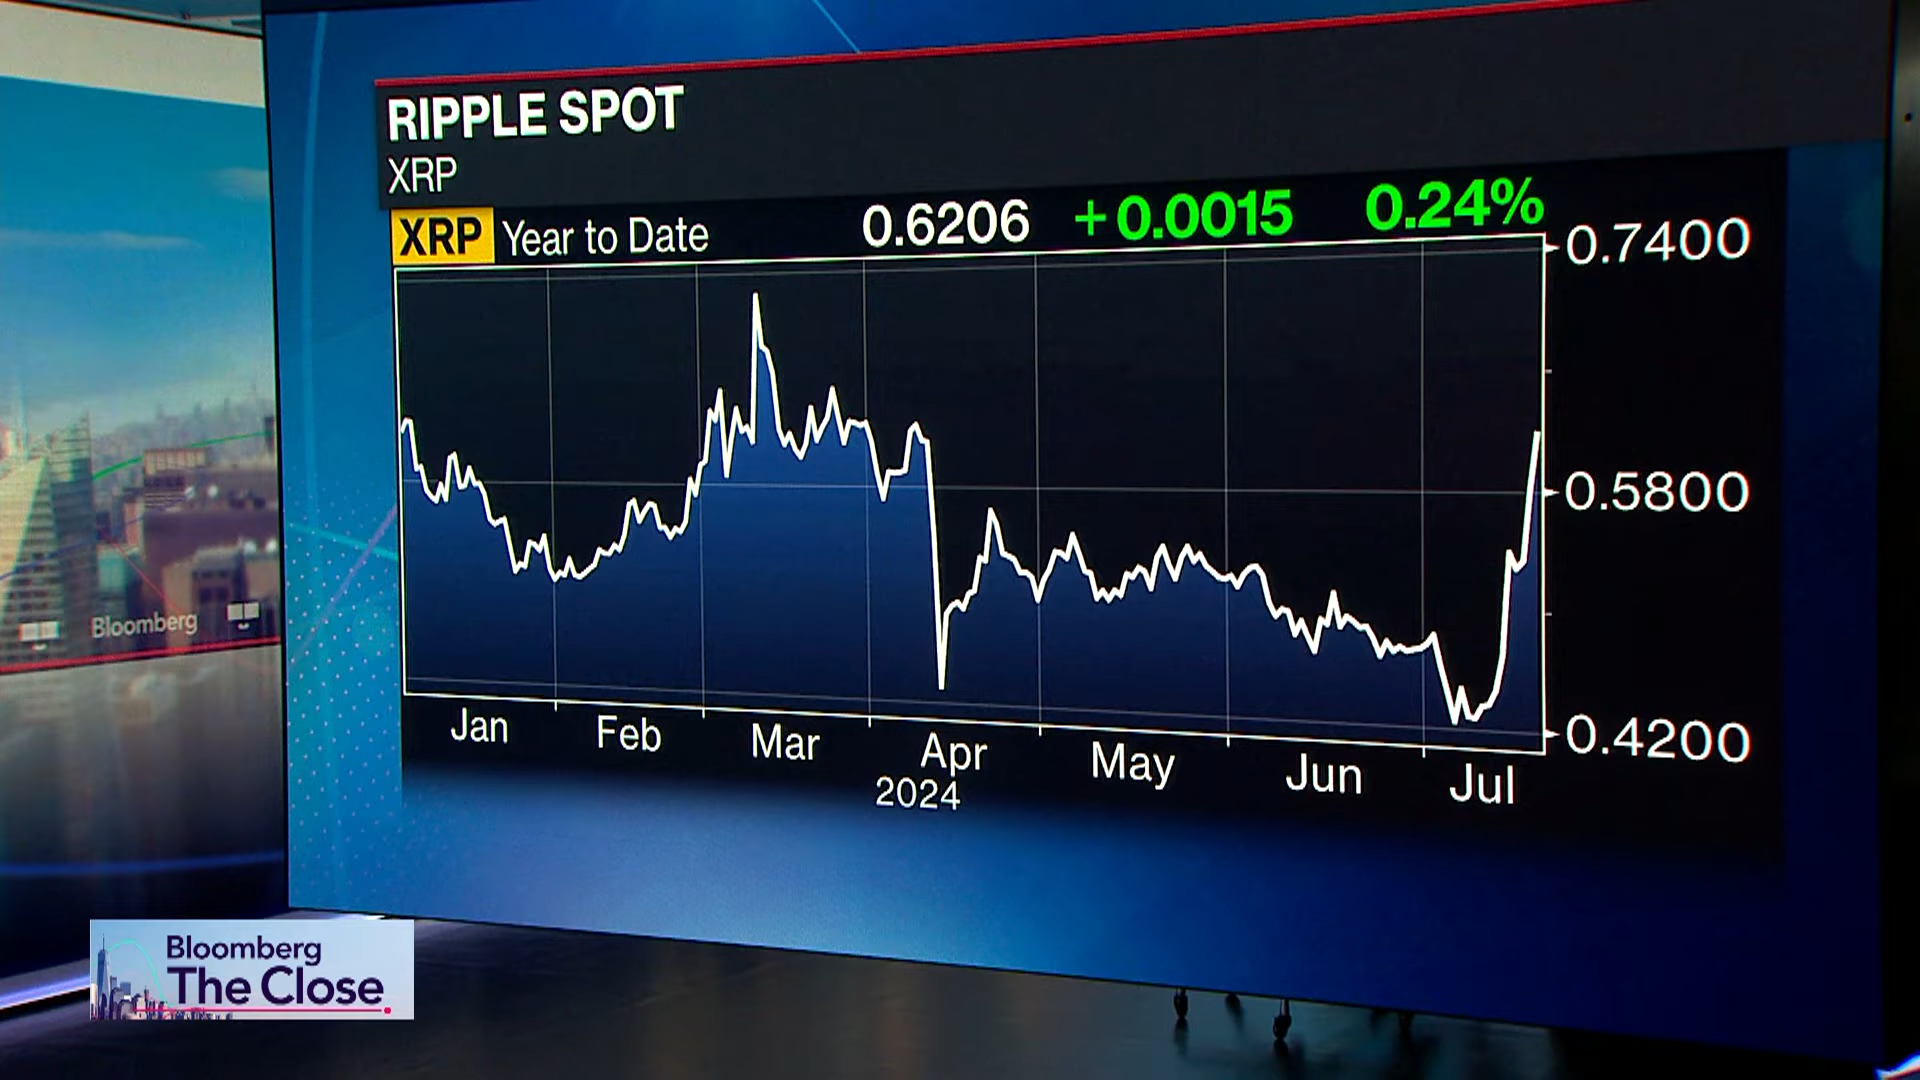 RIPPLE SPOT
XRP
XRP Year to Date 0.6206 +0.0015 0.24%
0.7400
0.5800
0.4200
Jan Feb Mar Apr May Jun Jul
2024
Bloomberg
Bloomberg
The Close